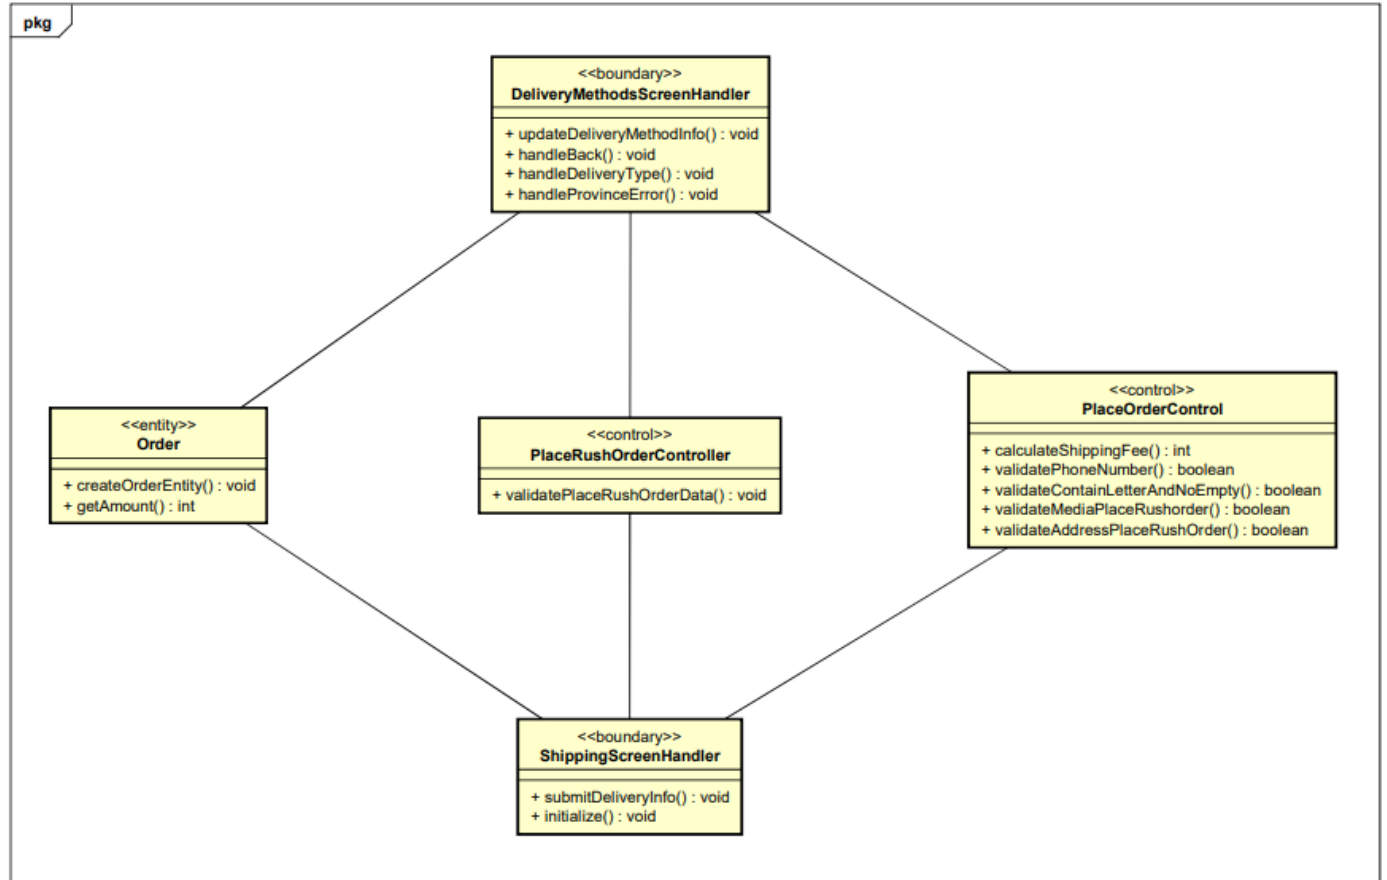 pkg
<<boundary>>
DeliveryMethodsScreenHandler
+ updateDeliveryMethodInfo() : void
+ handleBack() : void
+ handleDeliveryType() : void
+ handleProvinceError() : void
<<entity>>
Order
+ createOrderEntity() : void
+ getAmount() : int
<<control>>
PlaceRushOrderController
+ validatePlaceRushOrderData() : void
<<control>>
PlaceOrderControl
+ calculateShippingFee() : int
+ validatePhoneNumber() : boolean
+ validateContainLetterAndNoEmpty() : boolean
+ validateMediaPlaceRushorder() : boolean
+ validateAddressPlaceRushOrder() : boolean
<<boundary>>
ShippingScreenHandler
+ submitDeliveryInfo() : void
+ initialize() : void